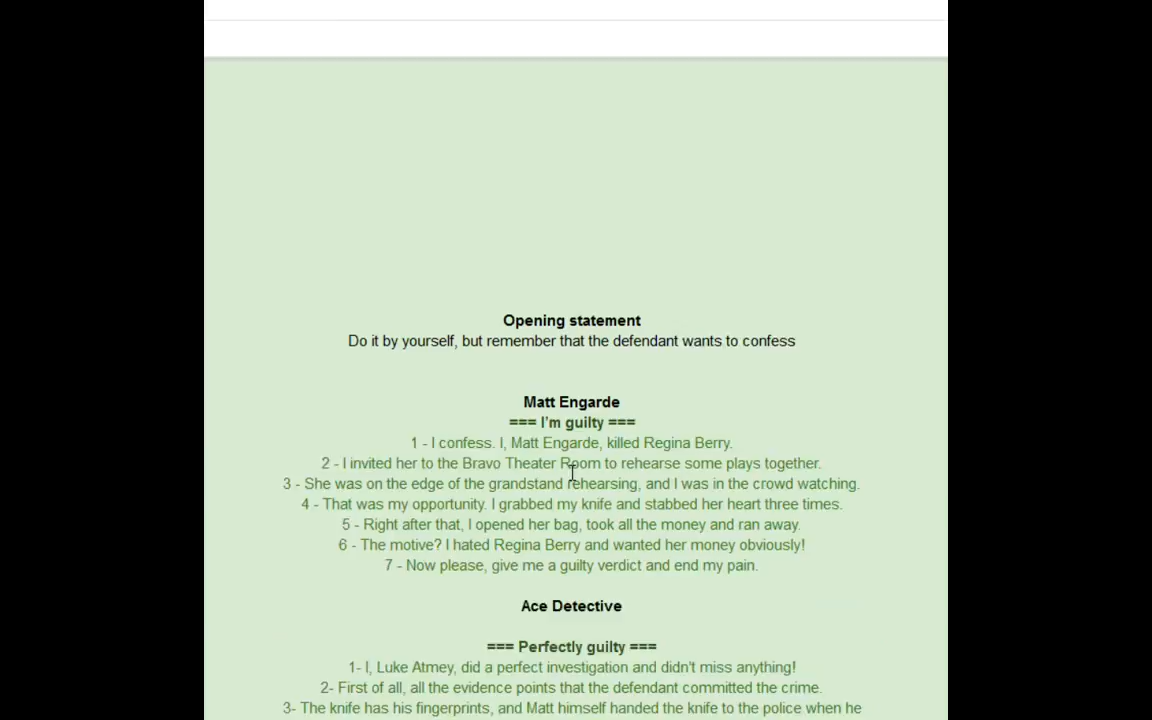 Opening statement
Do it by yourself, but remember that the defendant wants to confess
Matt Engarde
=== I'm guilty ===
1 - I confess. I, Matt Engarde, killed Regina Berry.
2 - I invited her to the Bravo Theater Room to rehearse some plays together.
3 - She was on the edge of the grandstand rehearsing, and I was in the crowd watching.
4 - That was my opportunity. I grabbed my knife and stabbed her heart three times.
5 - Right after that, I opened her bag, took all the money and ran away.
6 - The motive? I hated Regina Berry and wanted her money obviously!
7 - Now please, give me a guilty verdict and end my pain.
Ace Detective
=== Perfectly guilty ===
1- I, Luke Atmey, did a perfect investigation and didn't miss anything!
2- First of all, all the evidence points that the defendant committed the crime.
3- The knife has his fingerprints, and Matt himself handed the knife to the police when he